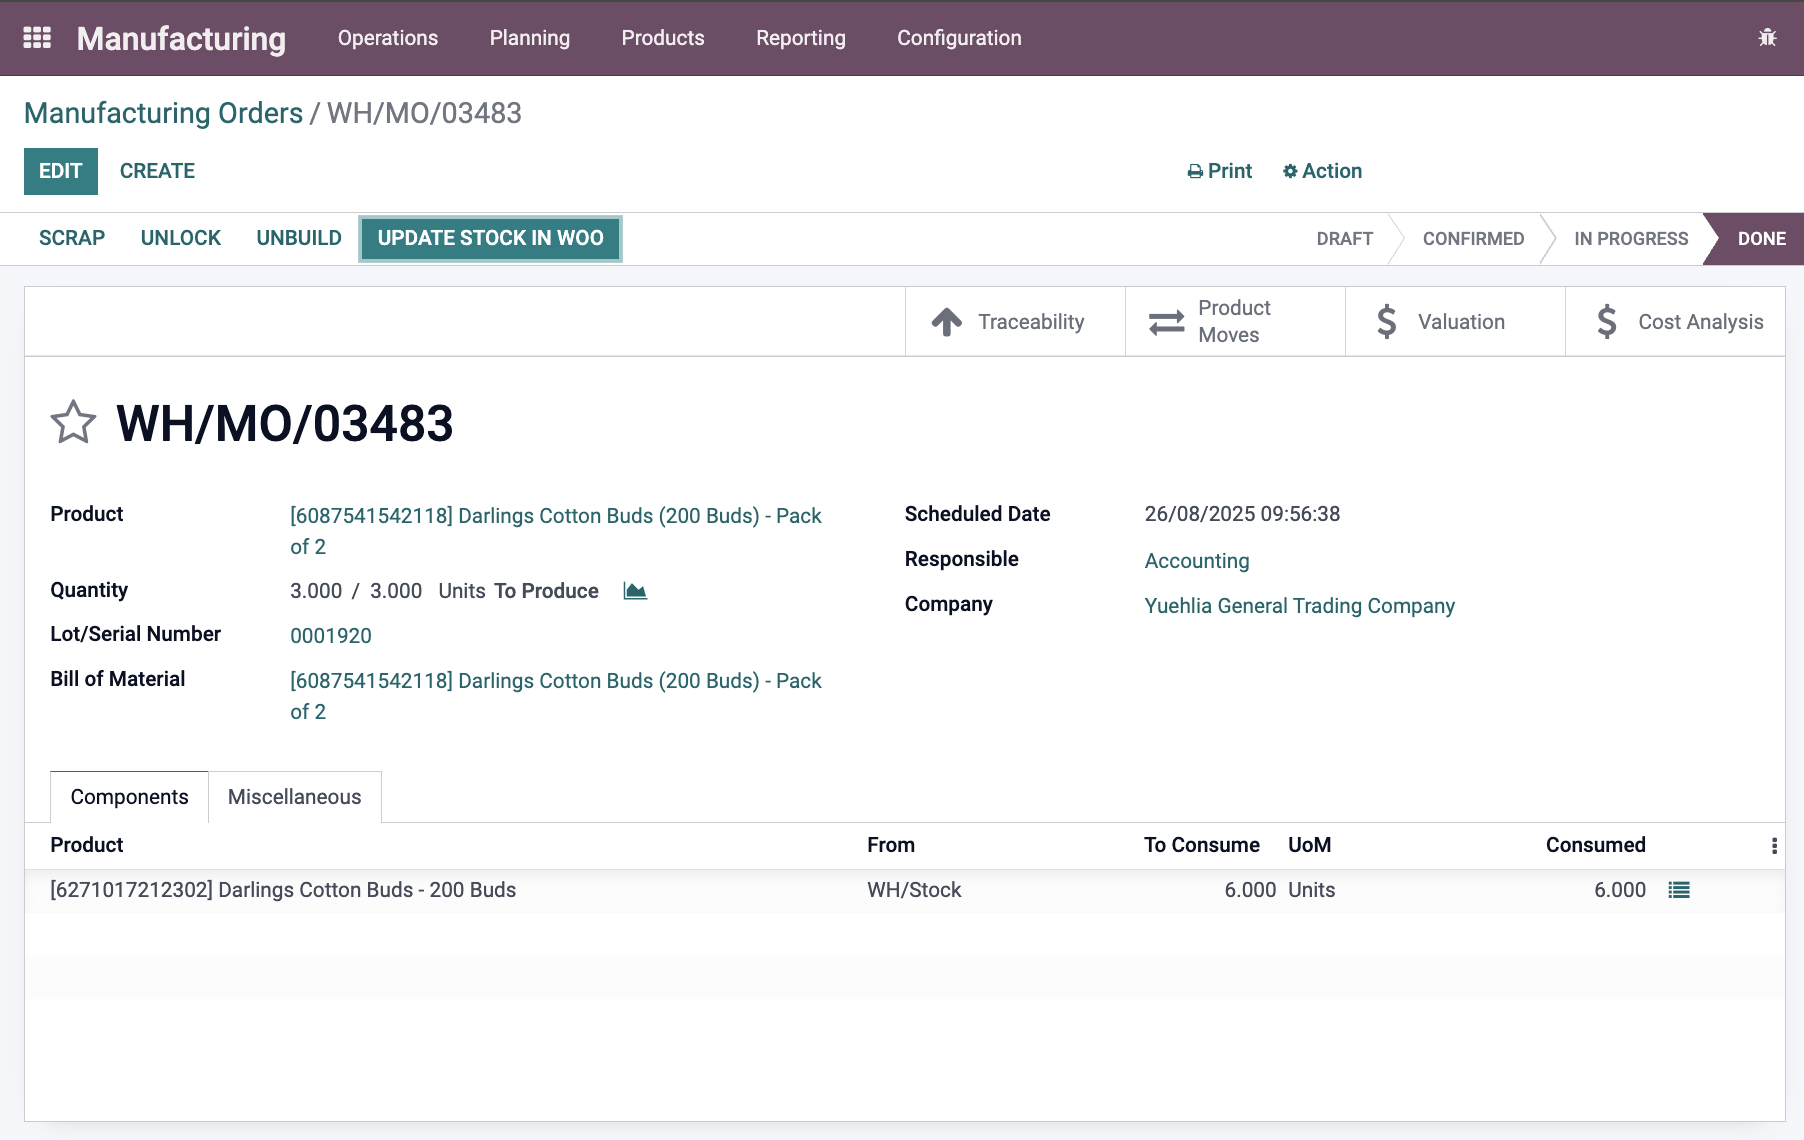 Manufacturing
Operations
Planning
Products
Reporting
Configuration
Manufacturing Orders / WH/MO/03483
EDIT
CREATE
Print
Action
SCRAP
UNLOCK
UNBUILD
UPDATE STOCK IN WOO
DRAFT
CONFIRMED
IN PROGRESS
DONE
Traceability
Product
Moves
Valuation
Cost Analysis
WH/MO/03483
Product
[6087541542118] Darlings Cotton Buds (200 Buds) - Pack
of 2
Quantity
3.000 / 3.000 Units To Produce
Lot/Serial Number
0001920
Bill of Material
[6087541542118] Darlings Cotton Buds (200 Buds) - Pack
of 2
Scheduled Date
26/08/2025 09:56:38
Responsible
Accounting
Company
Yuehlia General Trading Company
Components
Miscellaneous
Product
From
To Consume
UoM
Consumed
[6271017212302] Darlings Cotton Buds - 200 Buds
WH/Stock
6.000
Units
6.000